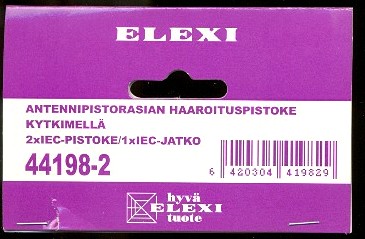 ELEXI
ANTENNIPISTORASIAN HAAROITUSPISTOKE
KYTKIMELLÄ
2xIEC-PISTOKE/1xIEC-JATKO
44198-2
6 420304 419829
hyvä
ELEXI
tuote